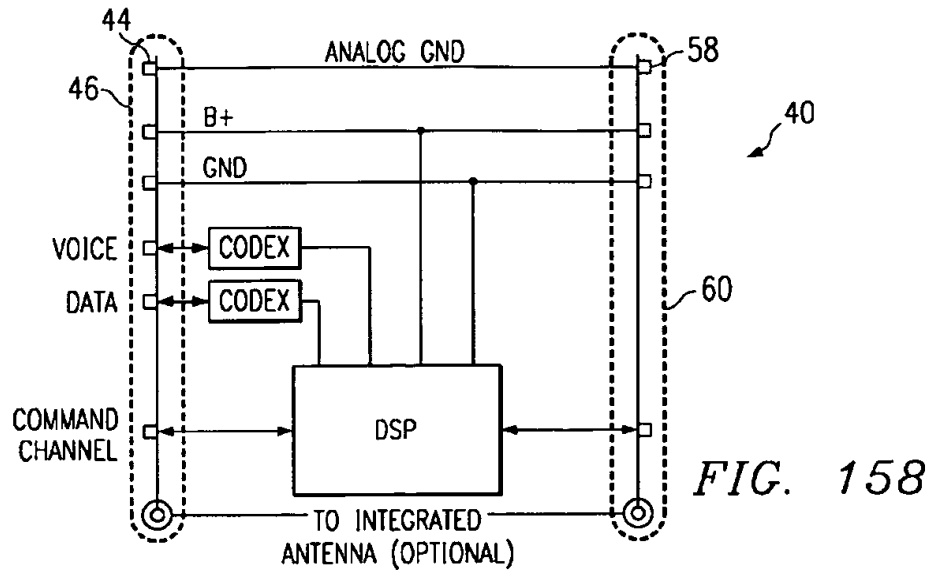 44
ANALOG GND
58
46
40
B+
GND
VOICE
CODEX
DATA
CODEX
60
COMMAND
CHANNEL
DSP
FIG. 158
TO INTEGRATED
ANTENNA (OPTIONAL)